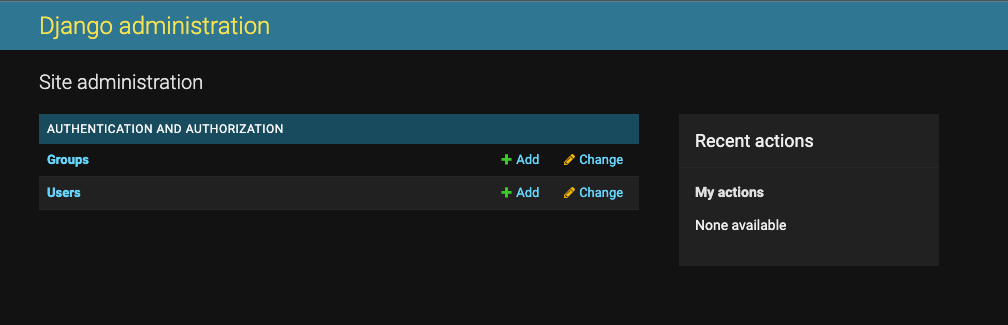 Django administration
Site administration
AUTHENTICATION AND AUTHORIZATION
Groups Add Change
Users Add Change
Recent actions
My actions
None available